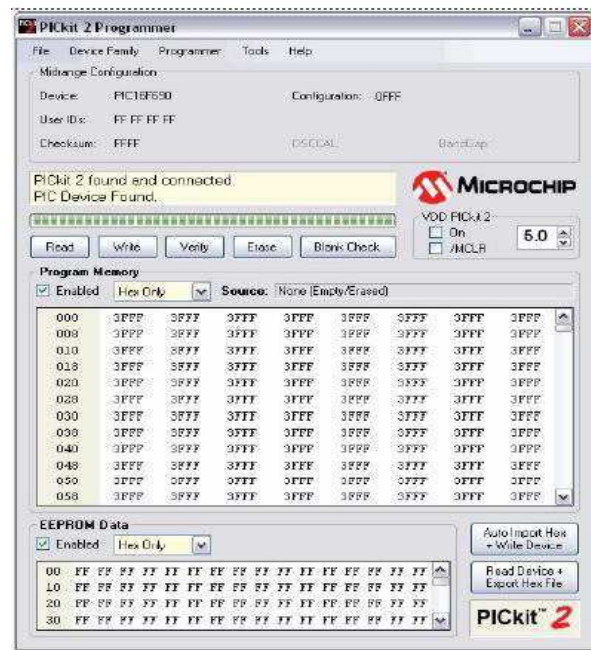 PICkit 2 Programmer
File Device Family Programmer Tools Help
Midrange Configuration
Device: PIC16F690 Configuration: 0FFF
User IDs: FF FF FF FF
Checksum: FFFF OSCCAL: BandGap:
PICkit 2 found and connected.
PIC Device Found.
MICROCHIP
VDD PICkit 2
On
/MCLR
5.0
Read Write Verify Erase Blank Check
Program Memory
Enabled Hex Only Source: None (Empty/Erased)
000 3FFF 3FFF 3FFF 3FFF 3FFF 3FFF 3FFF 3FFF
008 3FFF 3FFF 3FFF 3FFF 3FFF 3FFF 3FFF 3FFF
010 3FFF 3FFF 3FFF 3FFF 3FFF 3FFF 3FFF 3FFF
018 3FFF 3FFF 3FFF 3FFF 3FFF 3FFF 3FFF 3FFF
020 3FFF 3FFF 3FFF 3FFF 3FFF 3FFF 3FFF 3FFF
028 3FFF 3FFF 3FFF 3FFF 3FFF 3FFF 3FFF 3FFF
030 3FFF 3FFF 3FFF 3FFF 3FFF 3FFF 3FFF 3FFF
038 3FFF 3FFF 3FFF 3FFF 3FFF 3FFF 3FFF 3FFF
040 3FFF 3FFF 3FFF 3FFF 3FFF 3FFF 3FFF 3FFF
048 3FFF 3FFF 3FFF 3FFF 3FFF 3FFF 3FFF 3FFF
050 3FFF 3FFF 3FFF 3FFF 3FFF 3FFF 3FFF 3FFF
058 3FFF 3FFF 3FFF 3FFF 3FFF 3FFF 3FFF 3FFF
EEPROM Data
Enabled Hex Only
00 FF FF FF FF FF FF FF FF FF FF FF FF FF FF FF FF
10 FF FF FF FF FF FF FF FF FF FF FF FF FF FF FF FF
20 FF FF FF FF FF FF FF FF FF FF FF FF FF FF FF FF
30 FF FF FF FF FF FF FF FF FF FF FF FF FF FF FF FF
Auto Import Hex
+ Write Device
Read Device +
Export Hex File
PICkit™ 2